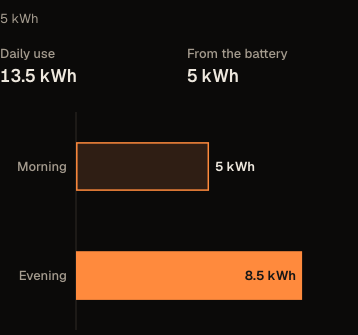 5 kWh
Daily use
From the battery
13.5 kWh
5 kWh
Morning
5 kWh
Evening
8.5 kWh